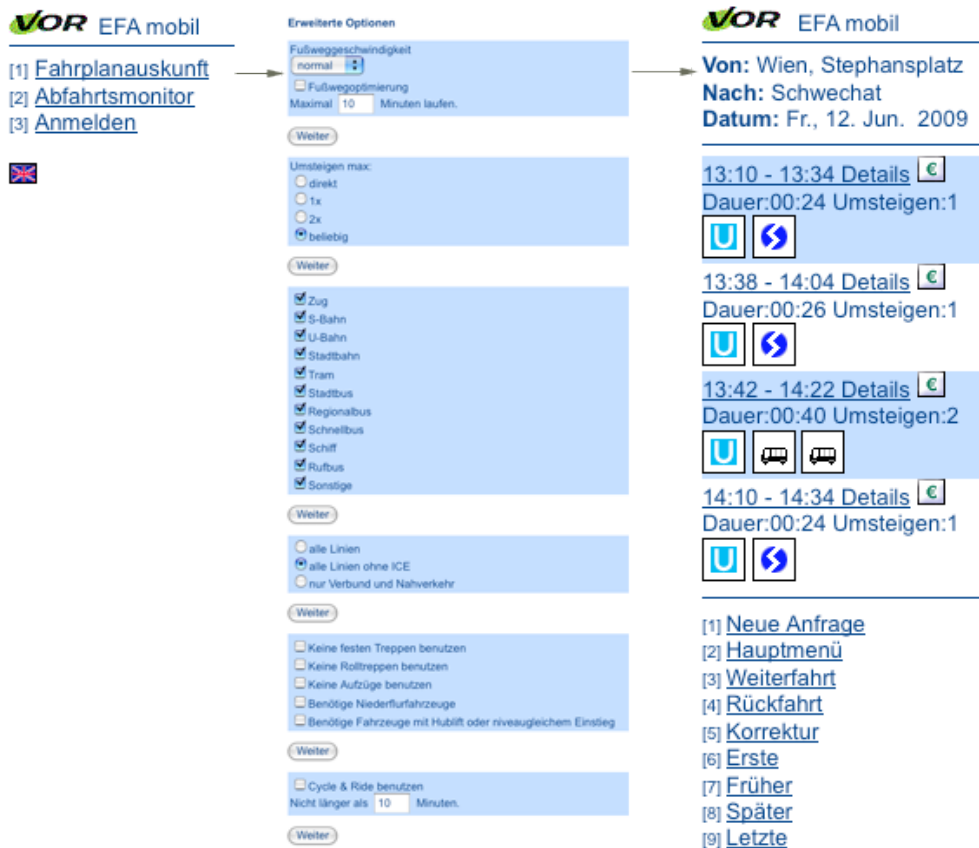 VOR EFA mobil
[1] Fahrplanauskunft
[2] Abfahrtsmonitor
[3] Anmelden
Erweiterte Optionen
Fußweggeschwindigkeit
normal
Fußwegoptimierung
Maximal 10 Minuten laufen.
Weiter
Umsteigen max:
direkt
1x
2x
beliebig
Weiter
Zug
S-Bahn
U-Bahn
Stadtbahn
Tram
Stadtbus
Regionalbus
Schnellbus
Schiff
Rufbus
Sonstige
Weiter
alle Linien
alle Linien ohne ICE
nur Verbund und Nahverkehr
Weiter
Keine festen Treppen benutzen
Keine Rolltreppen benutzen
Keine Aufzüge benutzen
Benötige Niederflurfahrzeuge
Benötige Fahrzeuge mit Hublift oder niveaugleichem Einstieg
Weiter
Cycle & Ride benutzen
Nicht länger als 10 Minuten.
Weiter
VOR EFA mobil
Von: Wien, Stephansplatz
Nach: Schwechat
Datum: Fr., 12. Jun. 2009
13:10 - 13:34 Details €
Dauer:00:24 Umsteigen:1
U S
13:38 - 14:04 Details €
Dauer:00:26 Umsteigen:1
U S
13:42 - 14:22 Details €
Dauer:00:40 Umsteigen:2
U
14:10 - 14:34 Details €
Dauer:00:24 Umsteigen:1
U S
[1] Neue Anfrage
[2] Hauptmenü
[3] Weiterfahrt
[4] Rückfahrt
[5] Korrektur
[6] Erste
[7] Früher
[8] Später
[9] Letzte